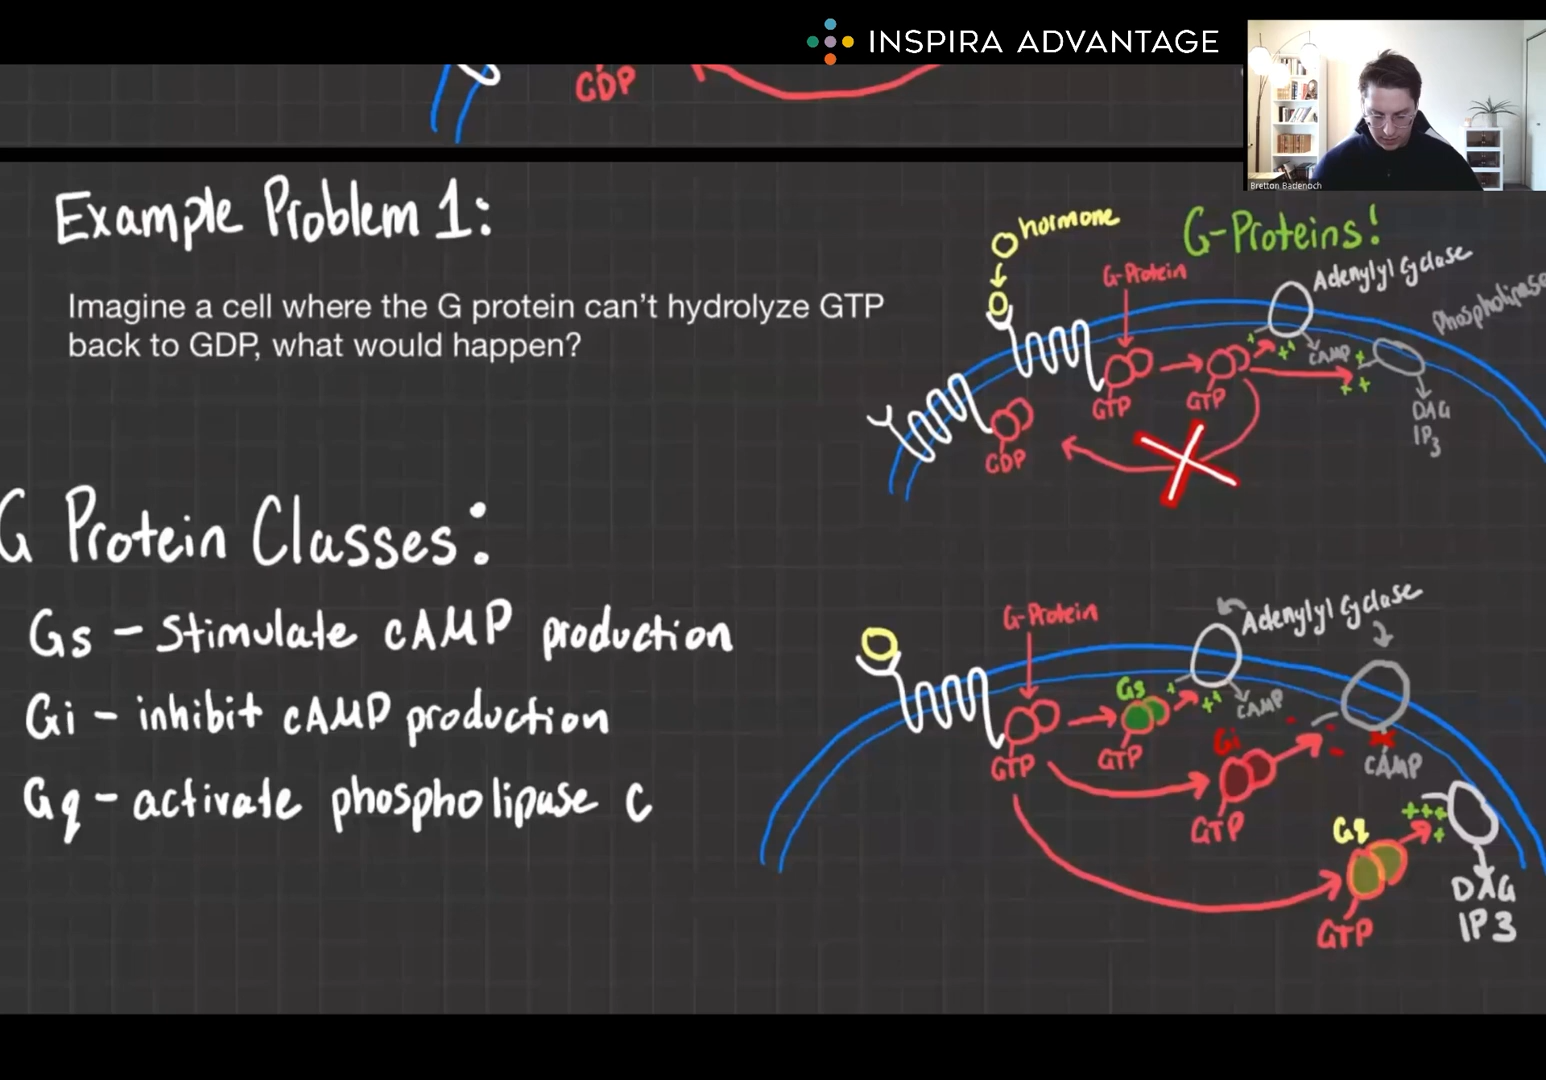 INSPIRA ADVANTAGE
GDP
Bretton Badenoch
Example Problem 1:
Imagine a cell where the G protein can't hydrolyze GTP
back to GDP, what would happen?
hormone
G-Proteins!
G-Protein
Adenylyl Cyclase
Phospholipase
CAMP
GTP
GTP
GDP
DAG
IP3
G Protein Classes:
Gs - Stimulate cAMP production
Gi - inhibit cAMP production
Gq - activate phospholipase C
G-Protein
Adenylyl Cyclase
Gs
CAMP
GTP
GTP
Gi
CAMP
GTP
Gq
GTP
DAG
IP3